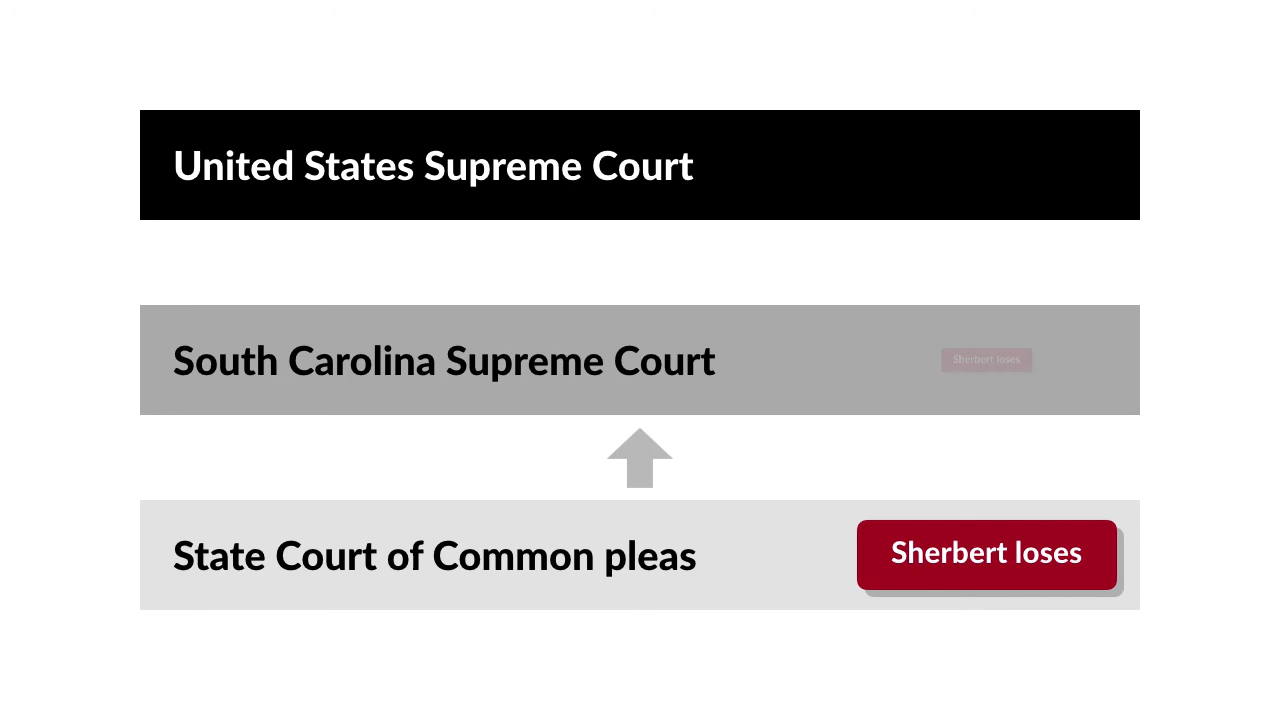 United States Supreme Court
South Carolina Supreme Court
Sherbert loses
State Court of Common pleas
Sherbert loses